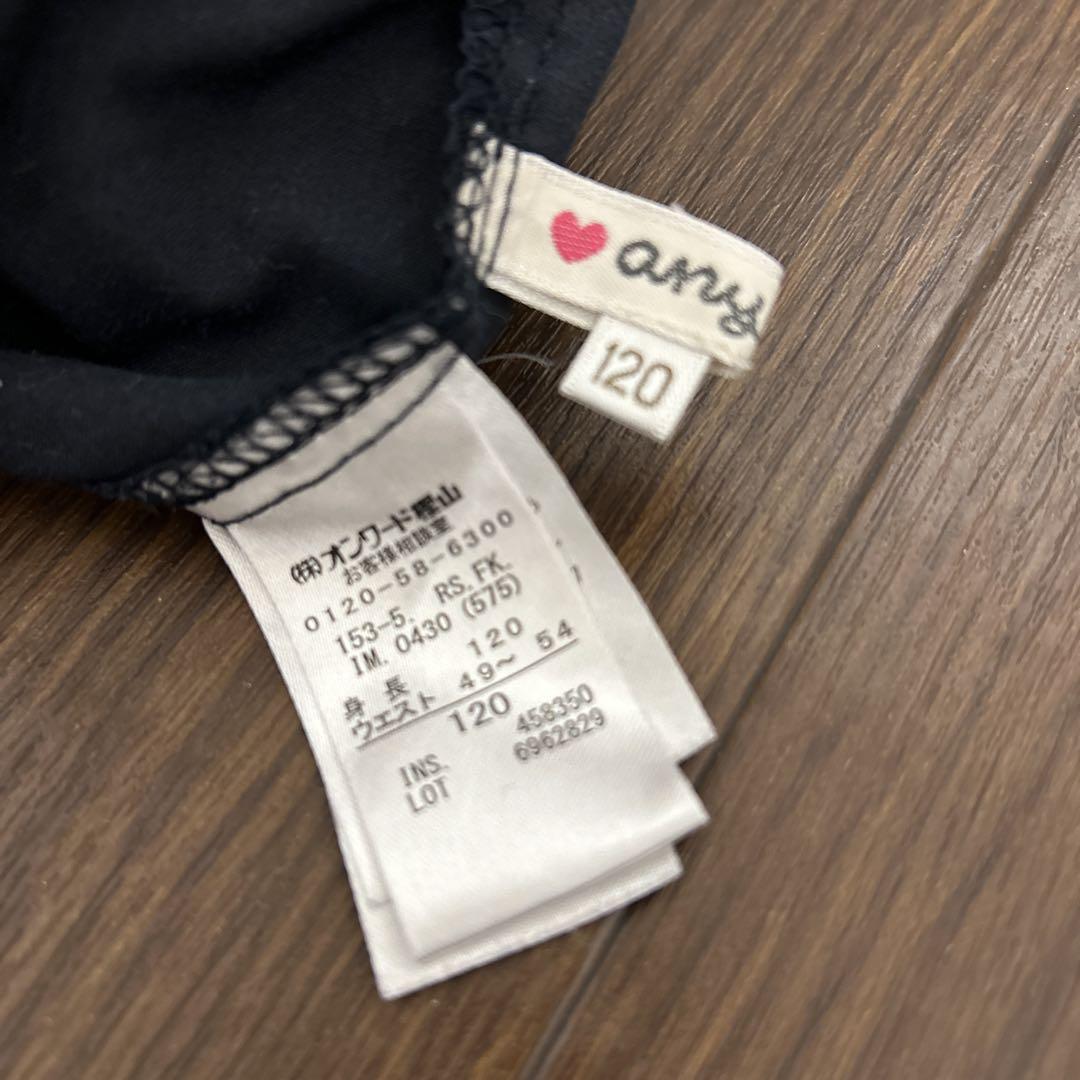 any
120
(株)オンワード樫山
お客様相談室
0120-58-6300
153-5. RS. FK.
IM. 0430 (575)
身長 120
ウエスト 49〜 54
120
INS. 458350
LOT 6962829